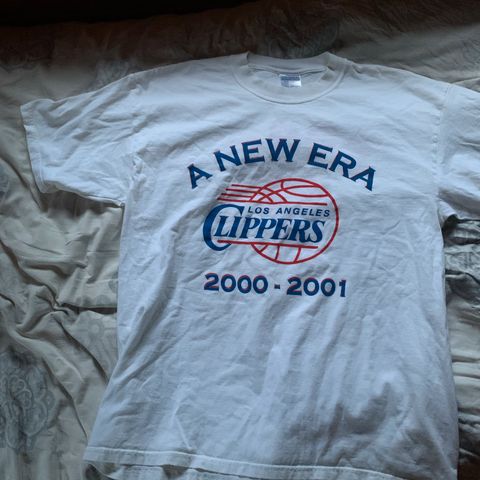 A NEW ERA
LOS ANGELES
CLIPPERS
2000 - 2001